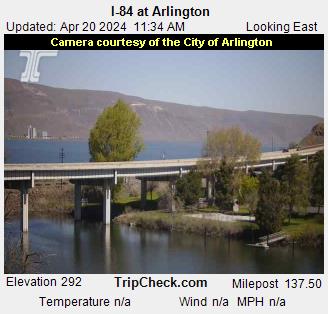 I-84 at Arlington
Updated: Apr 20 2024 11:34 AM Looking East
Camera courtesy of the City of Arlington
Elevation 292 TripCheck.com Milepost 137.50
Temperature n/a Wind n/a MPH n/a